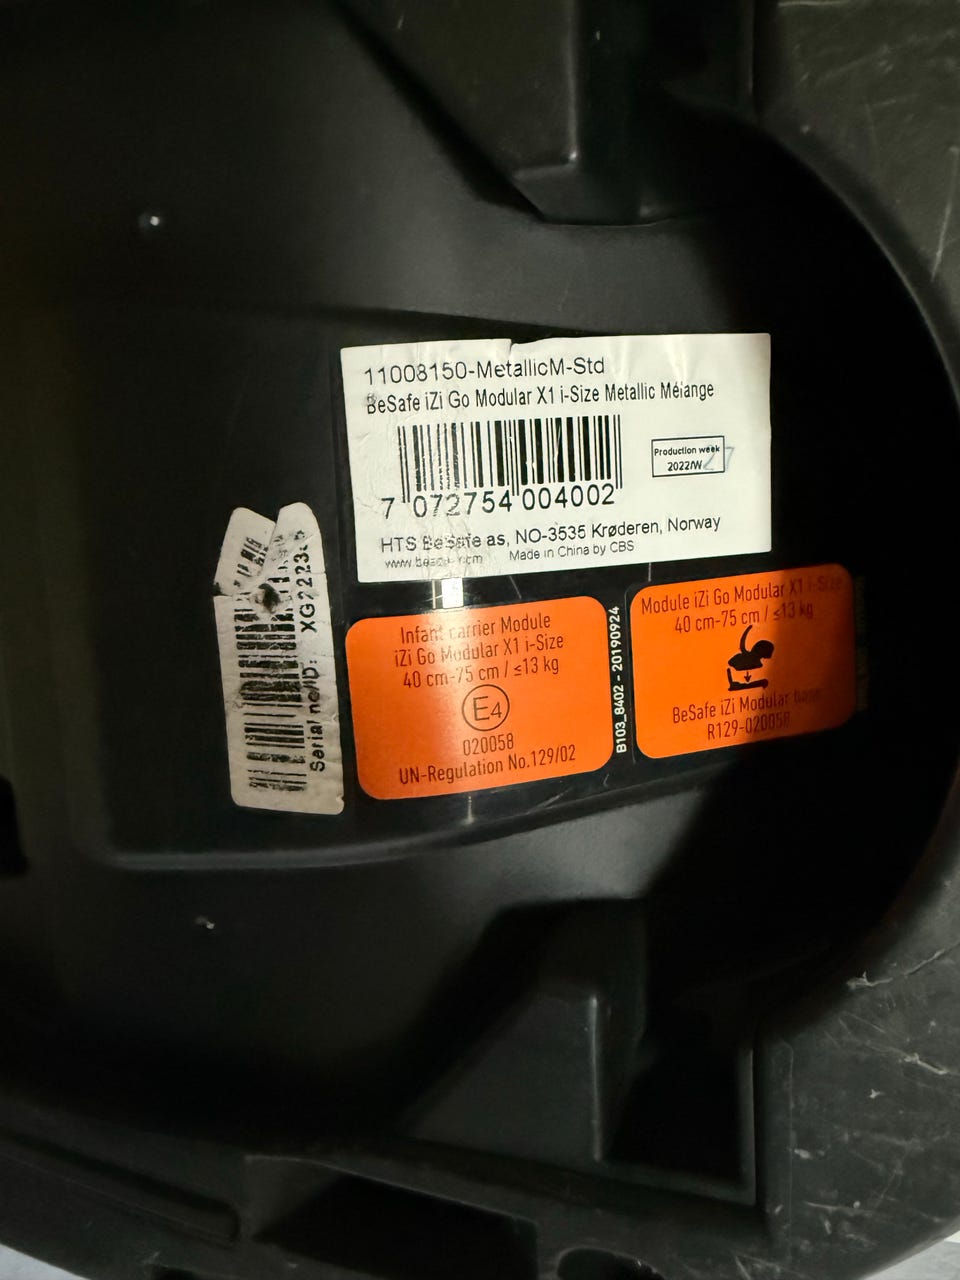 11008150-MetallicM-Std
BeSafe iZi Go Modular X1 i-Size Metallic Mélange
7 072754 004002
Production week
2022/W 27
HTS BeSafe as, NO-3535 Krøderen, Norway
Made in China by CBS
Serial no/ID:
Infant carrier Module
iZi Go Modular X1 i-Size
40 cm-75 cm / ≤13 kg
E4
020058
UN-Regulation No.129/02
B103_8402 - 20190924
Module iZi Go Modular X1 i-Size
40 cm-75 cm / ≤13 kg
BeSafe iZi Modular base
R129-020058